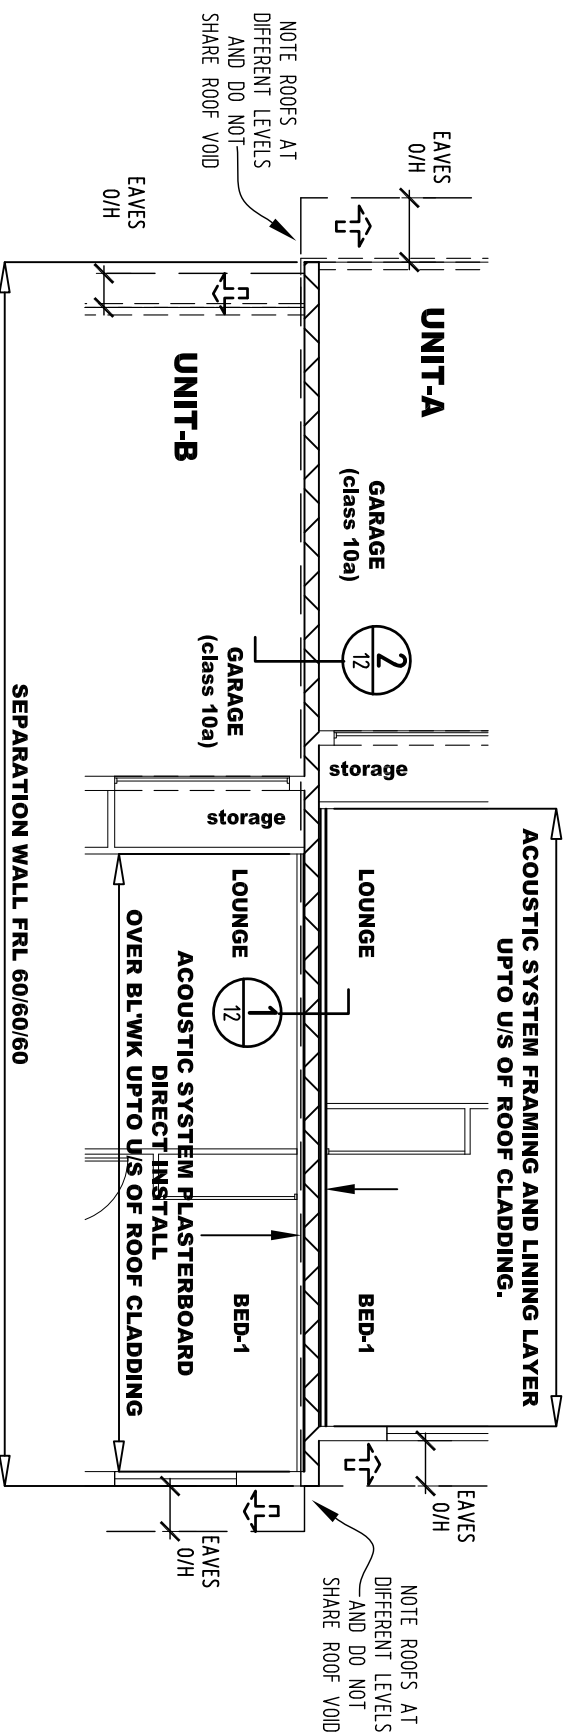 NOTE ROOFS AT
DIFFERENT LEVELS
AND DO NOT
SHARE ROOF VOID
EAVES
O/H
EAVES
O/H
UNIT-A
UNIT-B
GARAGE
(class 10a)
2
12
GARAGE
(class 10a)
storage
storage
ACOUSTIC SYSTEM FRAMING AND LINING LAYER
UPTO U/S OF ROOF CLADDING.
LOUNGE
LOUNGE
1
12
ACOUSTIC SYSTEM PLASTERBOARD
DIRECT INSTALL
OVER BL'WK UPTO U/S OF ROOF CLADDING
BED-1
BED-1
SEPARATION WALL FRL 60/60/60
EAVES
O/H
EAVES
O/H
NOTE ROOFS AT
DIFFERENT LEVELS
AND DO NOT
SHARE ROOF VOID